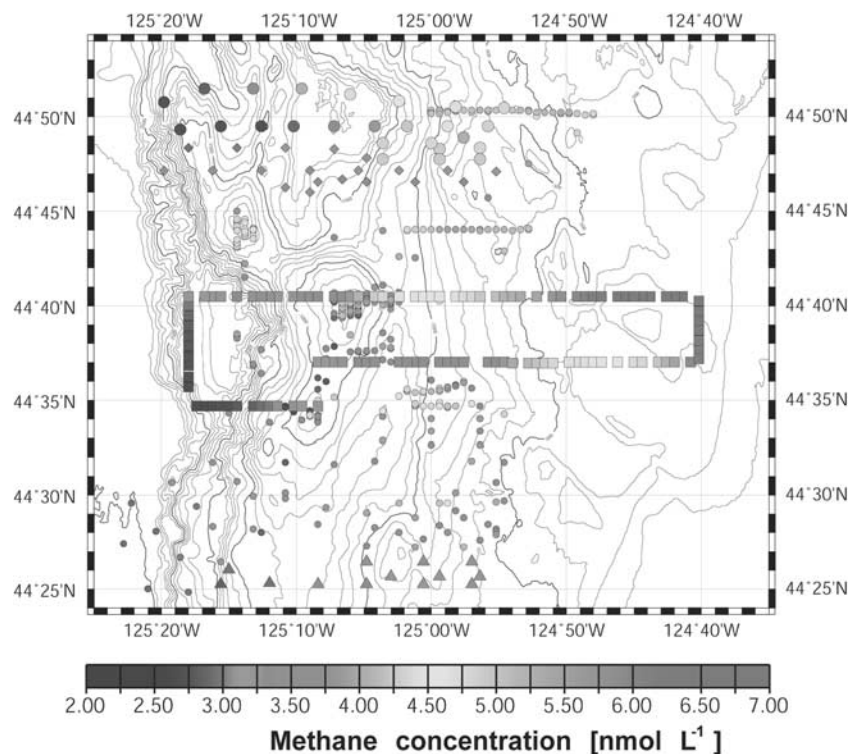 125˚20'W 125˚10'W 125˚00'W 124˚50'W 124˚40'W
44˚50'N 44˚50'N
44˚45'N 44˚45'N
44˚40'N 44˚40'N
44˚35'N 44˚35'N
44˚30'N 44˚30'N
44˚25'N 44˚25'N
125˚20'W 125˚10'W 125˚00'W 124˚50'W 124˚40'W
2.00 2.50 3.00 3.50 4.00 4.50 5.00 5.50 6.00 6.50 7.00
Methane concentration [nmol L⁻¹]